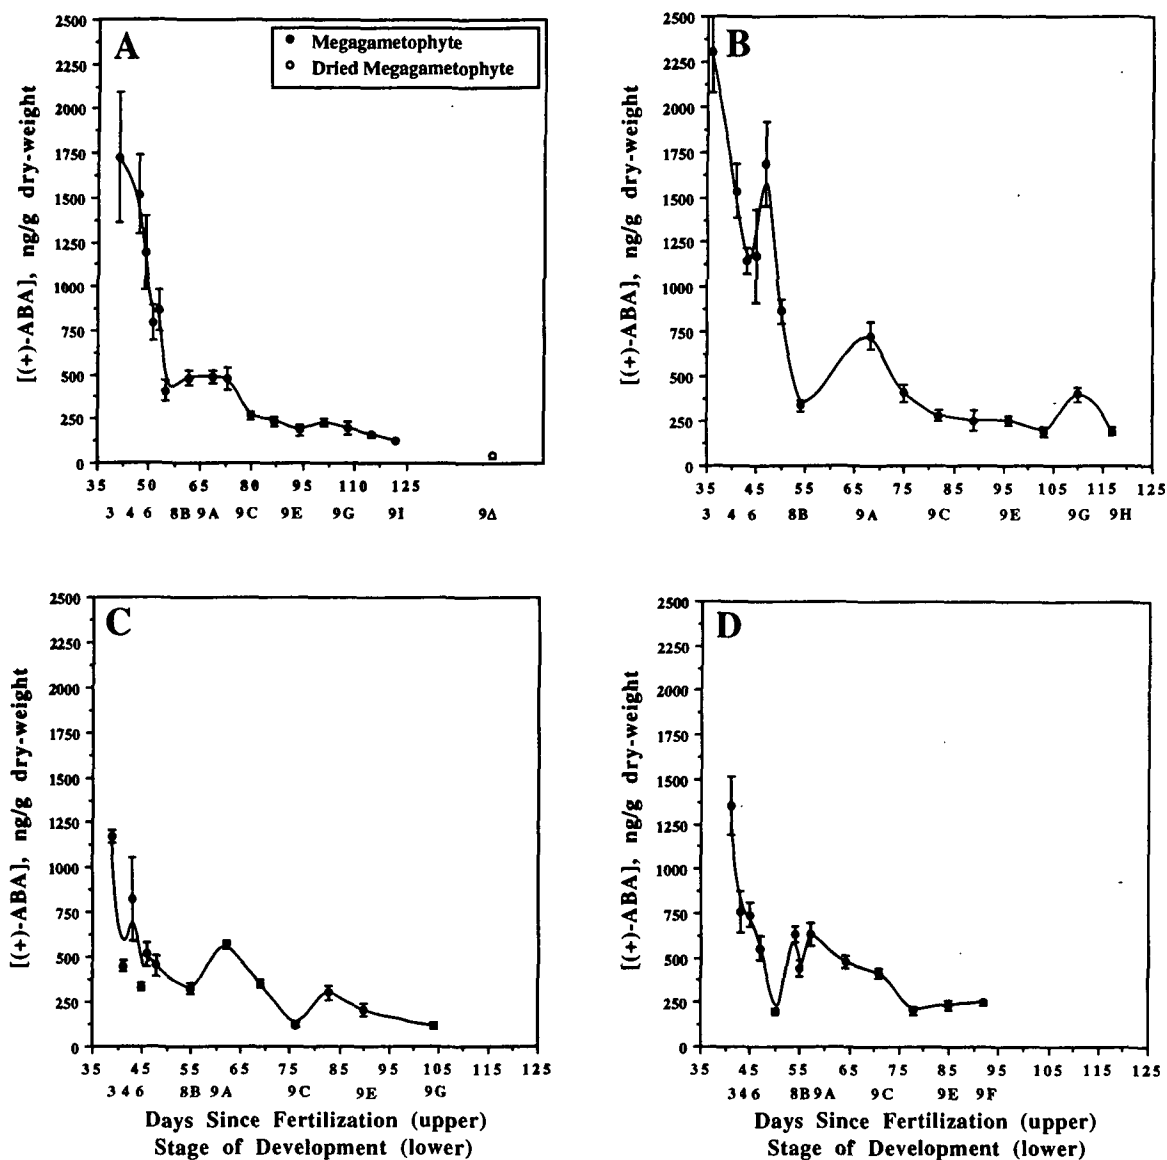 A
Megagametophyte
Dried Megagametophyte
[(+)-ABA], ng/g dry-weight
2500
2250
2000
1750
1500
1250
1000
750
500
250
0
35 50 65 80 95 110 125
3 4 6 8B 9A 9C 9E 9G 9I 9Δ
B
[(+)-ABA], ng/g dry-weight
2500
2250
2000
1750
1500
1250
1000
750
500
250
0
35 45 55 65 75 85 95 105 115 125
3 4 6 8B 9A 9C 9E 9G 9H
C
[(+)-ABA], ng/g dry-weight
2500
2250
2000
1750
1500
1250
1000
750
500
250
0
35 45 55 65 75 85 95 105 115 125
3 4 6 8B 9A 9C 9E 9G
Days Since Fertilization (upper)
Stage of Development (lower)
D
[(+)-ABA], ng/g dry-weight
2500
2250
2000
1750
1500
1250
1000
750
500
250
0
35 45 55 65 75 85 95 105 115 125
3 4 6 8B 9A 9C 9E 9F
Days Since Fertilization (upper)
Stage of Development (lower)